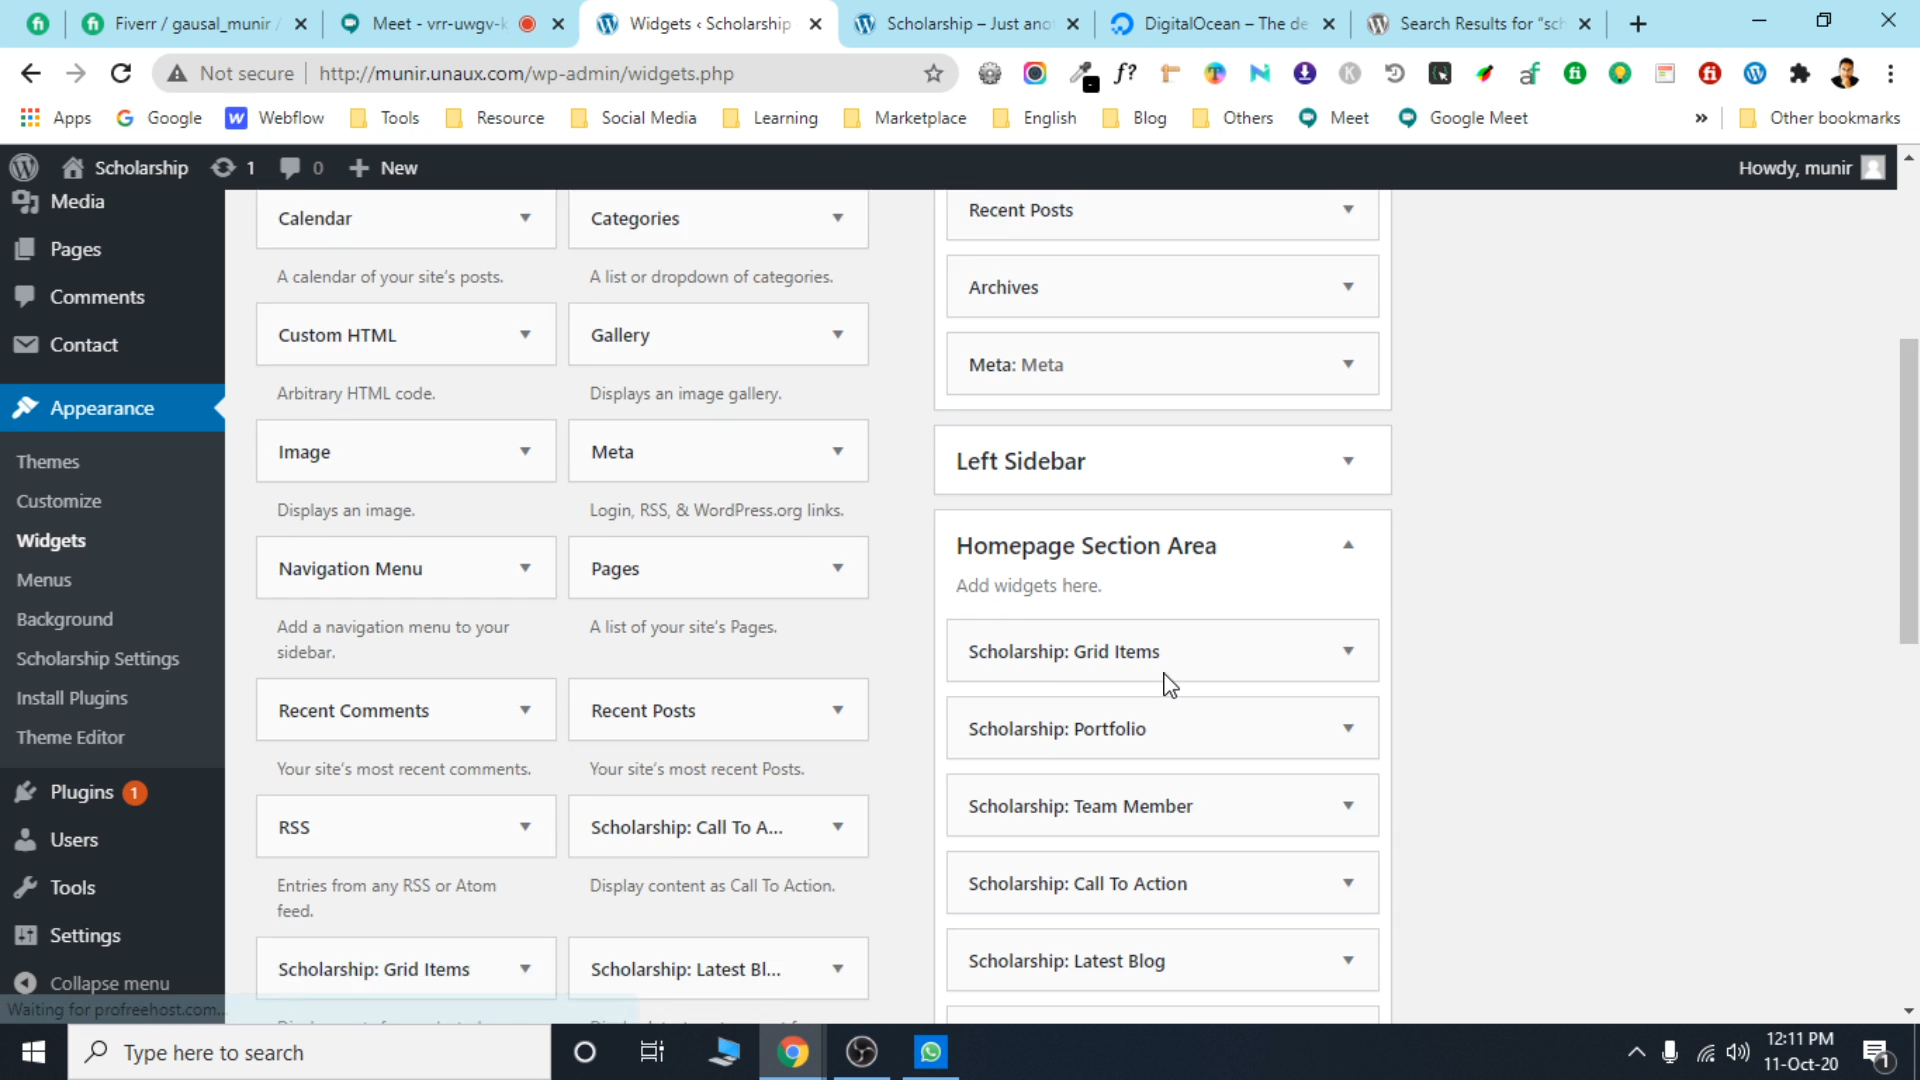 Fiverr / gausal_munir /
Meet - vrr-uwgv-k
Widgets ‹ Scholarship
Scholarship – Just ano
DigitalOcean – The de
Search Results for "sch
Not secure
http://munir.unaux.com/wp-admin/widgets.php
Apps
Google
Webflow
Tools
Resource
Social Media
Learning
Marketplace
English
Blog
Others
Meet
Google Meet
»
Other bookmarks
Scholarship
1
0
New
Howdy, munir
Media
Pages
Comments
Contact
Appearance
Themes
Customize
Widgets
Menus
Background
Scholarship Settings
Install Plugins
Theme Editor
Plugins 1
Users
Tools
Settings
Collapse menu
Waiting for profreehost.com...
Calendar
Categories
A calendar of your site's posts.
A list or dropdown of categories.
Custom HTML
Gallery
Arbitrary HTML code.
Displays an image gallery.
Image
Meta
Displays an image.
Login, RSS, & WordPress.org links.
Navigation Menu
Pages
Add a navigation menu to your
sidebar.
A list of your site's Pages.
Recent Comments
Recent Posts
Your site's most recent comments.
Your site's most recent Posts.
RSS
Scholarship: Call To A...
Entries from any RSS or Atom
feed.
Display content as Call To Action.
Scholarship: Grid Items
Scholarship: Latest Bl...
Recent Posts
Archives
Meta: Meta
Left Sidebar
Homepage Section Area
Add widgets here.
Scholarship: Grid Items
Scholarship: Portfolio
Scholarship: Team Member
Scholarship: Call To Action
Scholarship: Latest Blog
Type here to search
12:11 PM
11-Oct-20
1